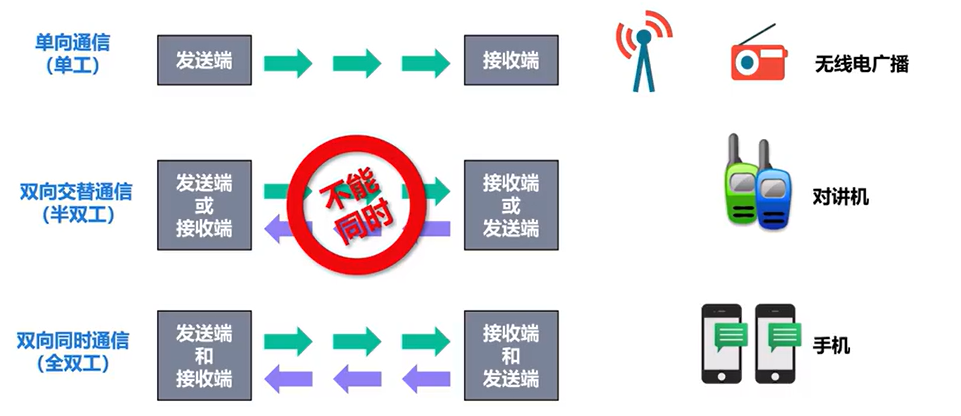 单向通信
（单工）
发送端
接收端
无线电广播
双向交替通信
（半双工）
发送端
或
接收端
不能
同时
接收端
或
发送端
对讲机
双向同时通信
（全双工）
发送端
和
接收端
接收端
和
发送端
手机